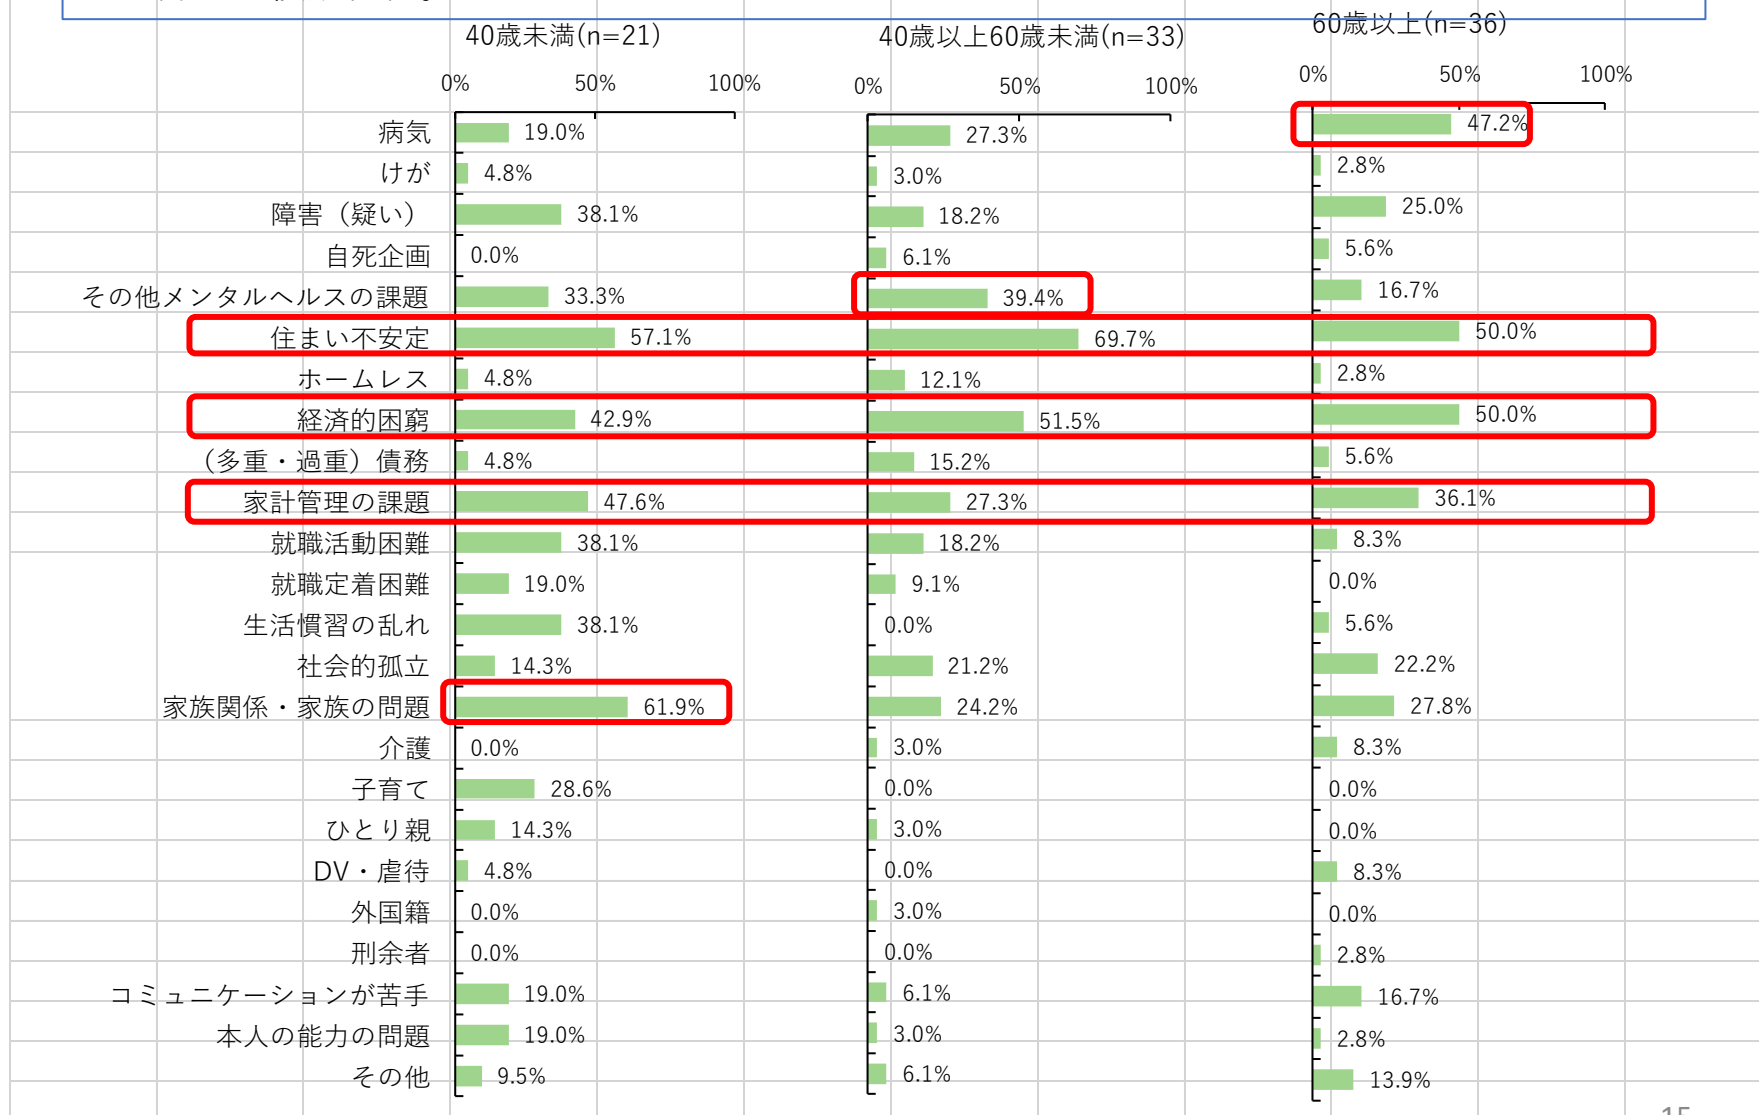 40歳未満(n=21) 40歳以上60歳未満(n=33) 60歳以上(n=36)
0% 50% 100% 0% 50% 100% 0% 50% 100%
病気 19.0% 27.3% 47.2%
けが 4.8% 3.0% 2.8%
障害（疑い） 38.1% 18.2% 25.0%
自死企画 0.0% 6.1% 5.6%
その他メンタルヘルスの課題 33.3% 39.4% 16.7%
住まい不安定 57.1% 69.7% 50.0%
ホームレス 4.8% 12.1% 2.8%
経済的困窮 42.9% 51.5% 50.0%
（多重・過重）債務 4.8% 15.2% 5.6%
家計管理の課題 47.6% 27.3% 36.1%
就職活動困難 38.1% 18.2% 8.3%
就職定着困難 19.0% 9.1% 0.0%
生活慣習の乱れ 38.1% 0.0% 5.6%
社会的孤立 14.3% 21.2% 22.2%
家族関係・家族の問題 61.9% 24.2% 27.8%
介護 0.0% 3.0% 8.3%
子育て 28.6% 0.0% 0.0%
ひとり親 14.3% 3.0% 0.0%
DV・虐待 4.8% 0.0% 8.3%
外国籍 0.0% 3.0% 0.0%
刑余者 0.0% 0.0% 2.8%
コミュニケーションが苦手 19.0% 6.1% 16.7%
本人の能力の問題 19.0% 3.0% 2.8%
その他 9.5% 6.1% 13.9%